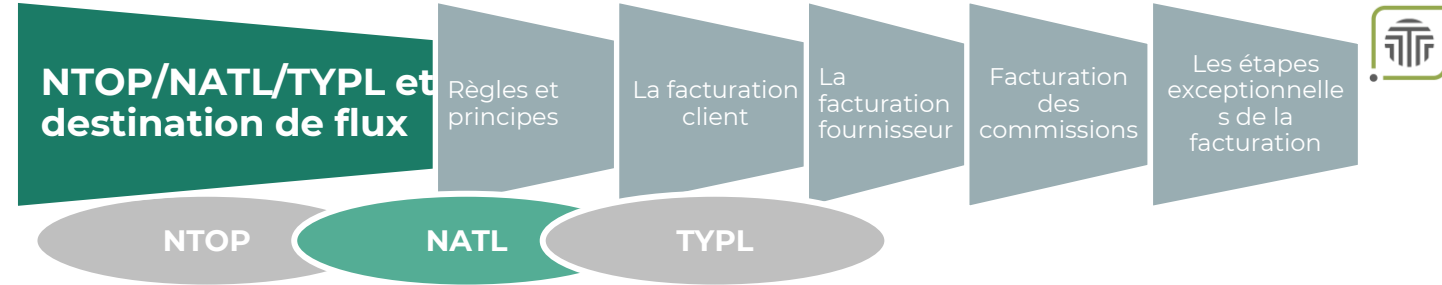 NTOP/NATL/TYPL et
destination de flux
Règles et
principes
La facturation
client
La
facturation
fournisseur
Facturation
des
commissions
Les étapes
exceptionnelle
s de la
facturation
NTOP
NATL
TYPL